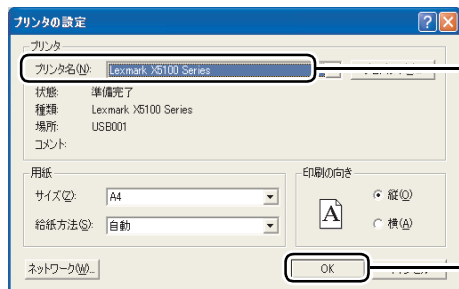 プリンタの設定
プリンタ
プリンタ名(N): Lexmark X5100 Series
状態: 準備完了
種類: Lexmark X5100 Series
場所: USB001
コメント:
用紙
サイズ(Z): A4
給紙方法(S): 自動
印刷の向き
A
縦(O)
横(A)
ネットワーク(W)...
OK